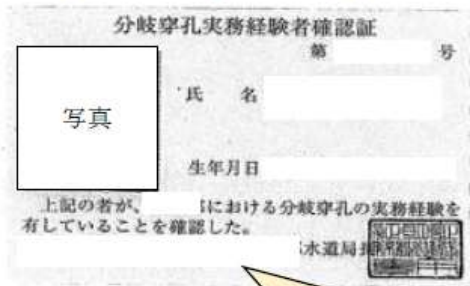 分岐穿孔実務経験者確認証
第 号
写真
氏 名
生年月日
上記の者が、 における分岐穿孔の実務経験を
有していることを確認した。
水道局長